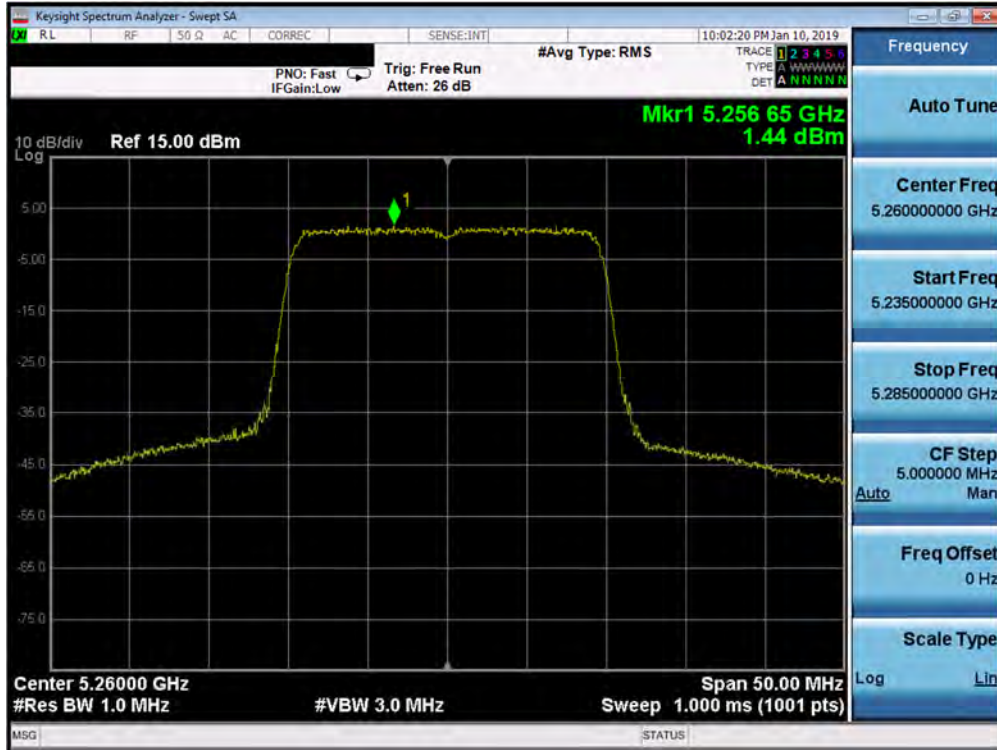 Keysight Spectrum Analyzer - Swept SA
LXI RL RF 50 Ω AC CORREC SENSE:INT 10:02:20 PM Jan 10, 2019
#Avg Type: RMS TRACE 1 2 3 4 5 6
PNO: Fast Trig: Free Run TYPE A WWWWW
IFGain:Low Atten: 26 dB DET A N N N N N
Mkr1 5.256 65 GHz
1.44 dBm
10 dB/div Ref 15.00 dBm
Log
1
5.00
-5.00
-15.0
-25.0
-35.0
-45.0
-55.0
-65.0
-75.0
Center 5.26000 GHz Span 50.00 MHz
#Res BW 1.0 MHz #VBW 3.0 MHz Sweep 1.000 ms (1001 pts)
MSG STATUS
Frequency
Auto Tune
Center Freq
5.260000000 GHz
Start Freq
5.235000000 GHz
Stop Freq
5.285000000 GHz
CF Step
5.000000 MHz
Auto Man
Freq Offset
0 Hz
Scale Type
Log Lin